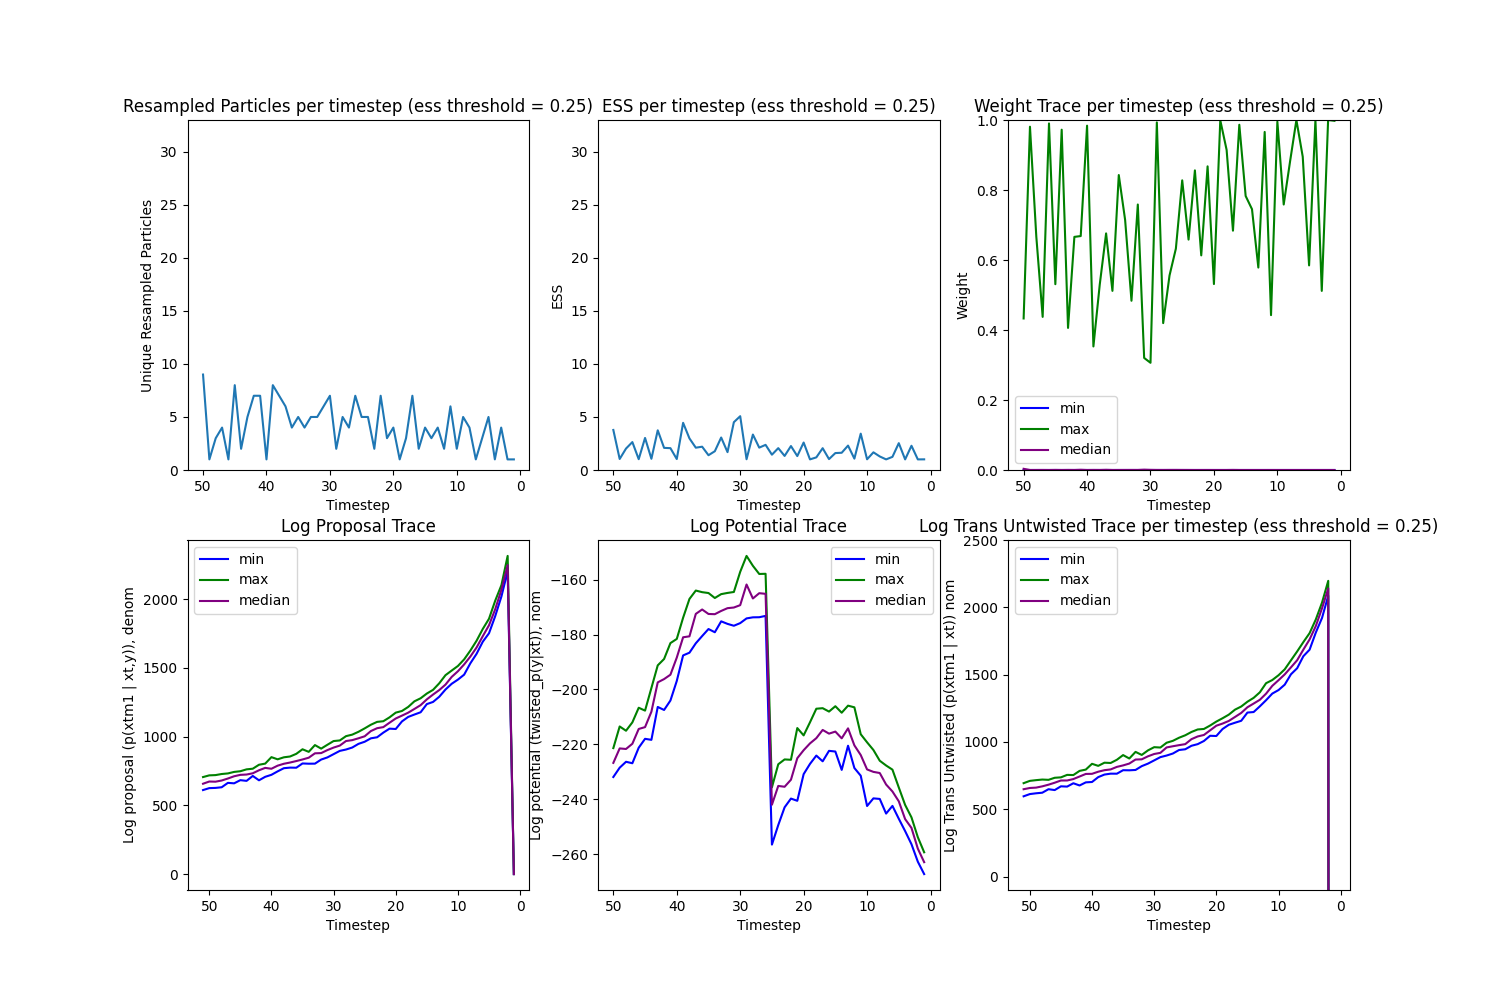 Resampled Particles per timestep (ess threshold = 0.25)
Unique Resampled Particles
30
25
20
15
10
5
0
50 40 30 20 10 0
Timestep
ESS per timestep (ess threshold = 0.25)
ESS
30
25
20
15
10
5
0
50 40 30 20 10 0
Timestep
Weight Trace per timestep (ess threshold = 0.25)
Weight
1.0
0.8
0.6
0.4
0.2
0.0
min
max
median
50 40 30 20 10 0
Timestep
Log Proposal Trace
Log proposal (p(xtm1 | xt,y)), denom
2000
1500
1000
500
0
min
max
median
50 40 30 20 10 0
Timestep
Log Potential Trace
Log potential (twisted_p(y|xt)), nom
−160
−180
−200
−220
−240
−260
min
max
median
50 40 30 20 10 0
Timestep
Log Trans Untwisted Trace per timestep (ess threshold = 0.25)
Log Trans Untwisted (p(xtm1 | xt)) nom
2500
2000
1500
1000
500
0
min
max
median
50 40 30 20 10 0
Timestep